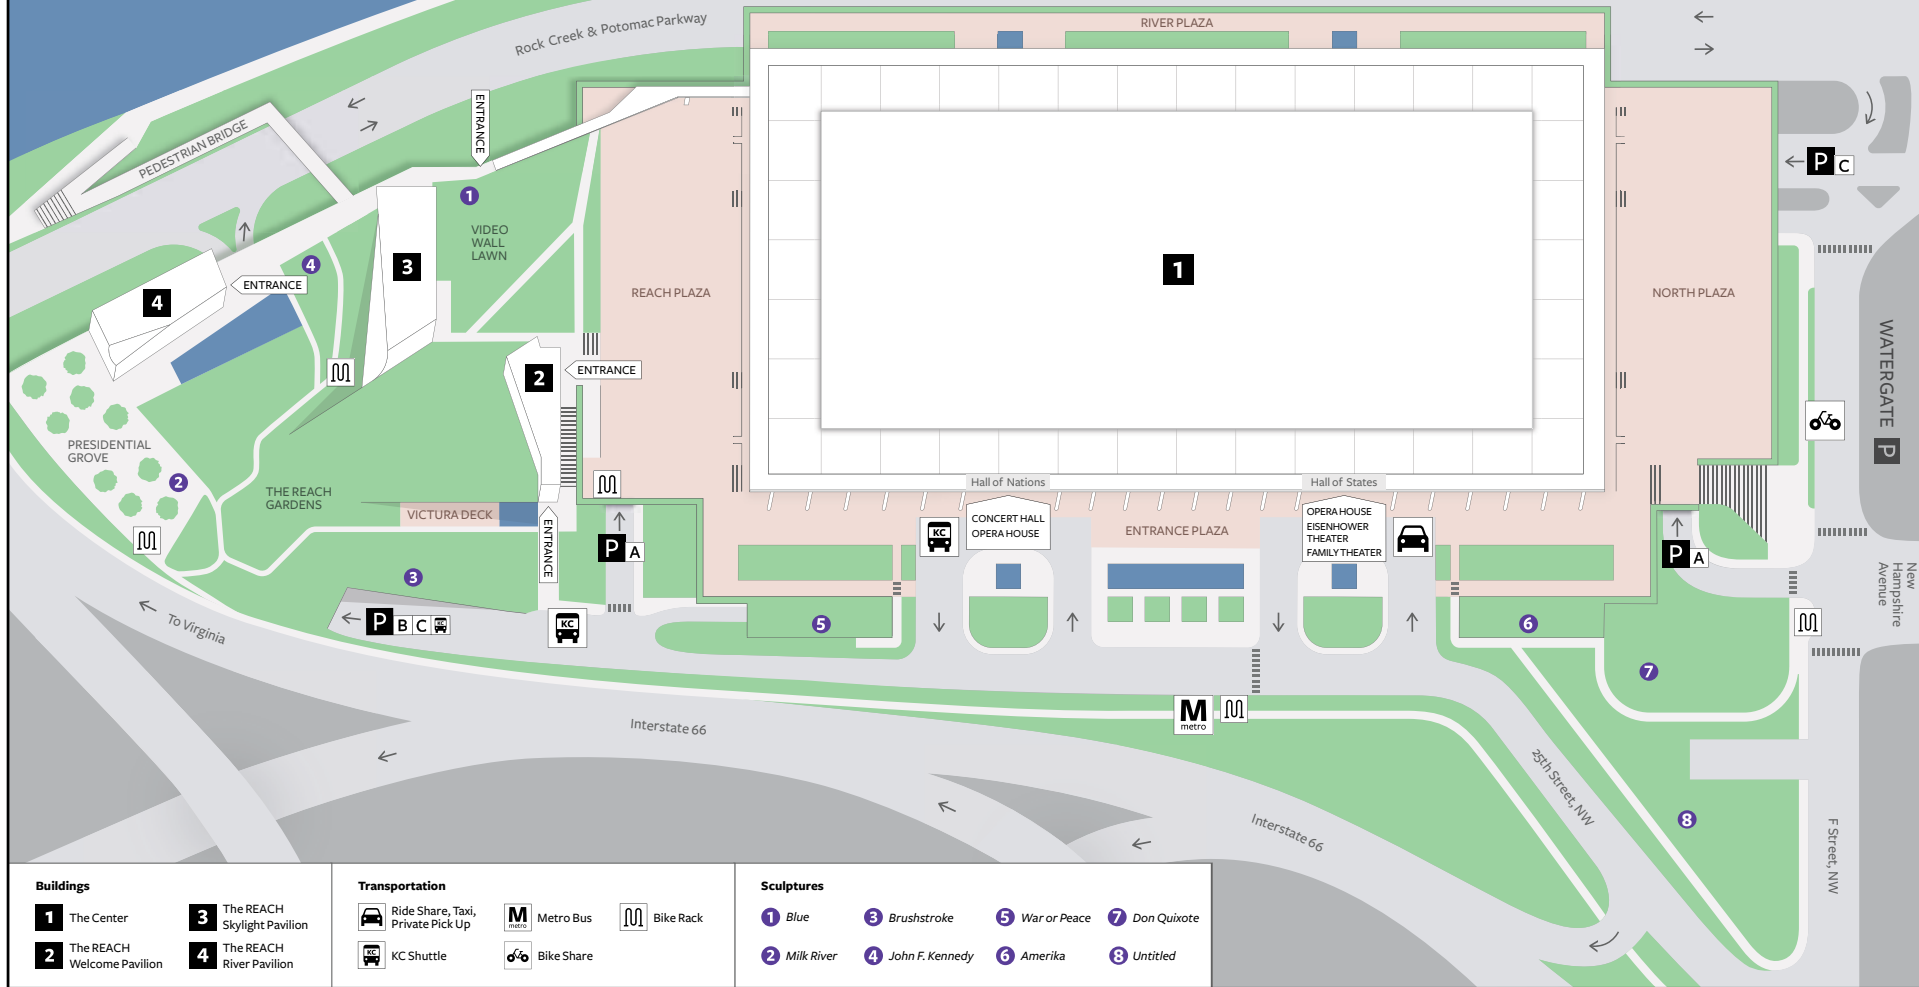 RIVER PLAZA
Rock Creek & Potomac Parkway
ENTRANCE
PEDESTRIAN BRIDGE
P C
1
VIDEO
WALL
LAWN
4
3
1
ENTRANCE
4
REACH PLAZA
NORTH PLAZA
WATERGATE P
2
ENTRANCE
PRESIDENTIAL
GROVE
2
THE REACH
GARDENS
VICTURA DECK
ENTRANCE
Hall of Nations
Hall of States
KC
CONCERT HALL
OPERA HOUSE
ENTRANCE PLAZA
OPERA HOUSE
EISENHOWER
THEATER
FAMILY THEATER
P A
P A
New
Hampshire
Avenue
3
P B C
To Virginia
KC
5
6
7
M
metro
Interstate 66
25th Street, NW
8
Interstate 66
F Street, NW
Buildings
1 The Center
2 The REACH
Welcome Pavilion
3 The REACH
Skylight Pavilion
4 The REACH
River Pavilion
Transportation
Ride Share, Taxi,
Private Pick Up
KC KC Shuttle
M metro Metro Bus
Bike Share
Bike Rack
Sculptures
1 Blue
2 Milk River
3 Brushstroke
4 John F. Kennedy
5 War or Peace
6 Amerika
7 Don Quixote
8 Untitled